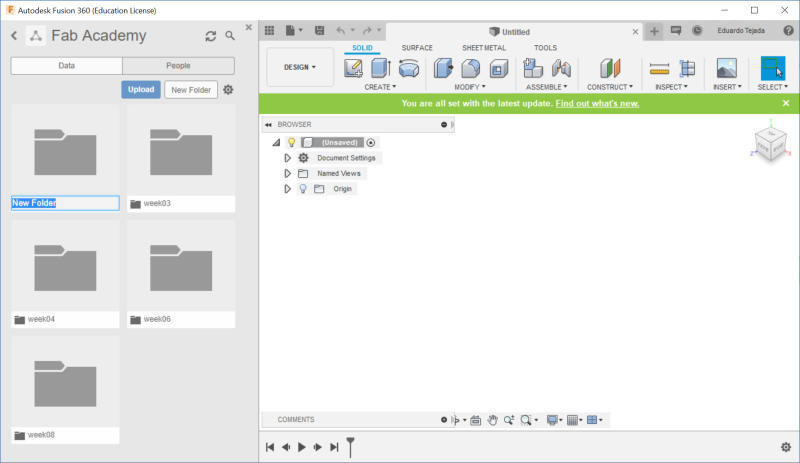 Autodesk Fusion 360 (Education License)
Fab Academy
Data
People
Upload
New Folder
New Folder
week03
week04
week06
week08
Untitled
Eduardo Tejada
SOLID
SURFACE
SHEET METAL
TOOLS
DESIGN
CREATE
MODIFY
ASSEMBLE
CONSTRUCT
INSPECT
INSERT
SELECT
You are all set with the latest update. Find out what's new.
BROWSER
(Unsaved)
Document Settings
Named Views
Origin
Z
X
COMMENTS